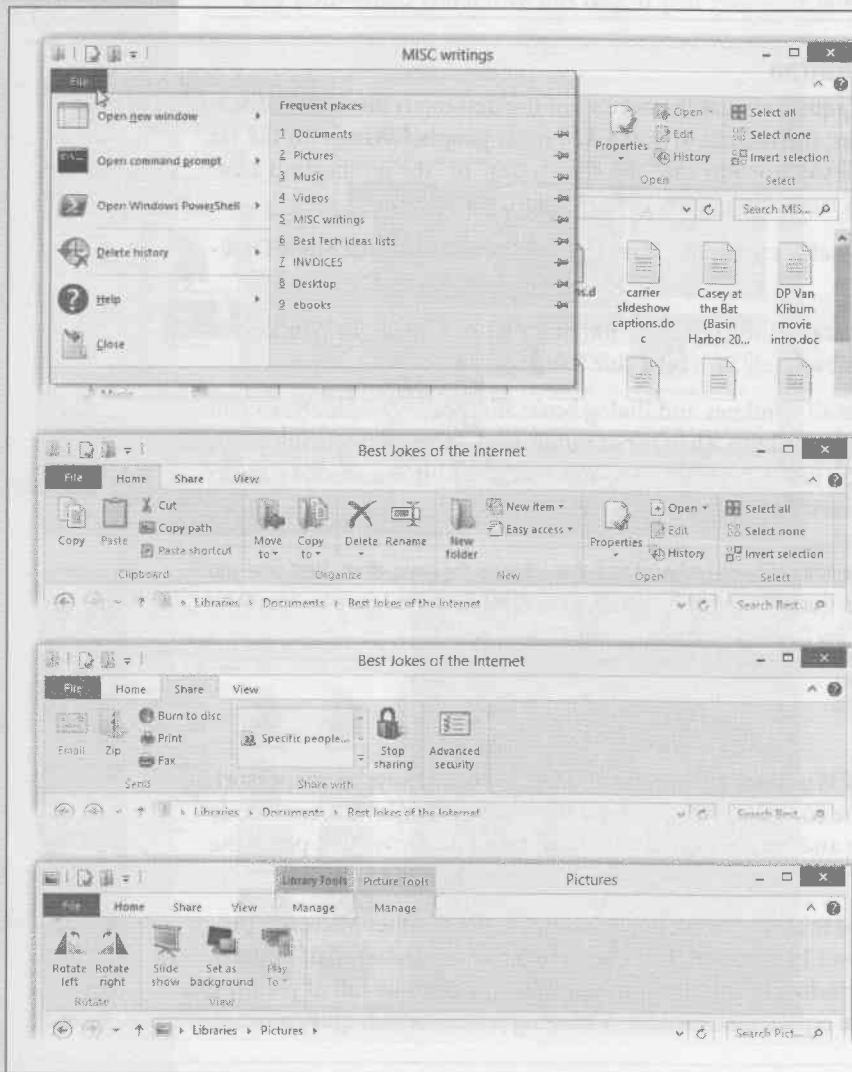 MISC writings
File
Open new window
Open command prompt
Open Windows PowerShell
Delete history
Help
Close
Frequent places
1 Documents
2 Pictures
3 Music
4 Videos
5 MISC writings
6 Best Tech ideas lists
7 INVOICES
8 Desktop
9 ebooks
Properties
Open
Edit
History
Open
Select all
Select none
Invert selection
Select
Search MIS...
carrier
slideshow
captions.do
c
Casey at
the Bat
(Basin
Harbor 20...
DP Van
Kliburn
movie
intro.doc
Music
Best Jokes of the Internet
File Home Share View
Copy
Paste
Cut
Copy path
Paste shortcut
Clipboard
Move
to
Copy
to
Delete
Rename
Organize
New
folder
New item
Easy access
New
Properties
Open
Edit
History
Open
Select all
Select none
Invert selection
Select
Libraries Documents Best Jokes of the Internet
Search Best...
Best Jokes of the Internet
File Home Share View
Email
Zip
Burn to disc
Print
Fax
Send
Specific people...
Stop
sharing
Share with
Advanced
security
Libraries Documents Best Jokes of the Internet
Search Best...
Library Tools Picture Tools Pictures
File Home Share View Manage Manage
Rotate
left
Rotate
right
Rotate
Slide
show
Set as
background
Play
To
View
Libraries Pictures
Search Pict...